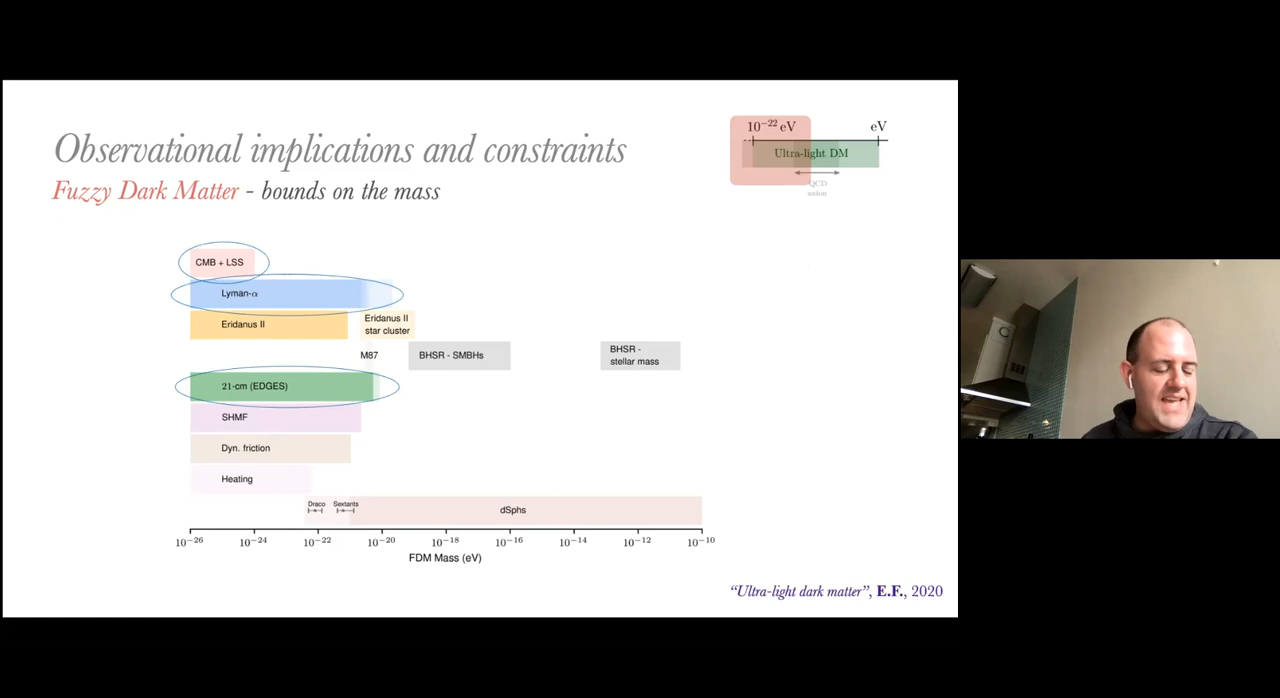 Observational implications and constraints
Fuzzy Dark Matter - bounds on the mass
10⁻²² eV
eV
Ultra-light DM
QCD
CMB + LSS
Lyman-α
Eridanus II
Eridanus II
star cluster
M87
BHSR - SMBHs
BHSR -
stellar mass
21-cm (EDGES)
SHMF
Dyn. friction
Heating
Draco
Sextants
dSphs
10⁻²⁶
10⁻²⁴
10⁻²²
10⁻²⁰
10⁻¹⁸
10⁻¹⁶
10⁻¹⁴
10⁻¹²
10⁻¹⁰
FDM Mass (eV)
“Ultra-light dark matter”, E.F., 2020